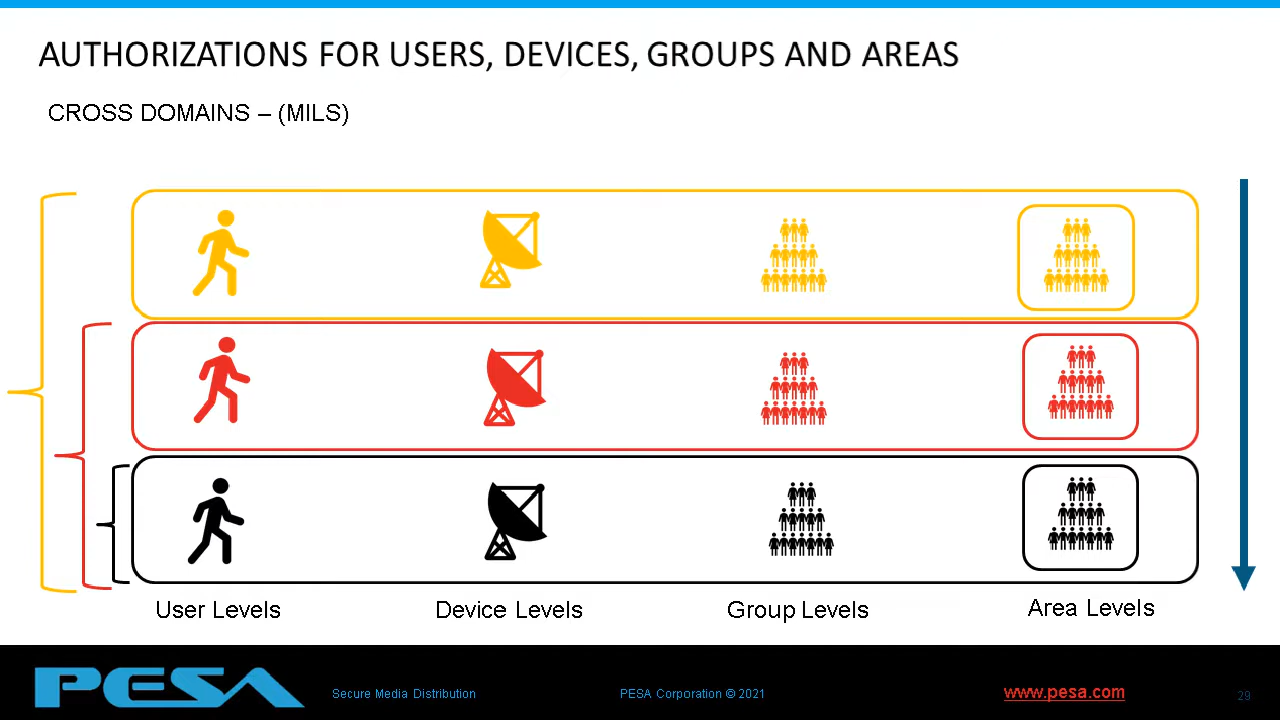 AUTHORIZATIONS FOR USERS, DEVICES, GROUPS AND AREAS
CROSS DOMAINS – (MILS)
User Levels
Device Levels
Group Levels
Area Levels
PESA
Secure Media Distribution
PESA Corporation © 2021
www.pesa.com
29